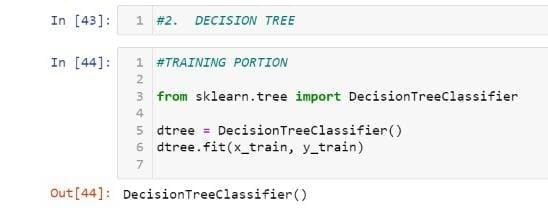 In [43]: 1 #2.  DECISION TREE
In [44]: 1 #TRAINING PORTION
2
3 from sklearn.tree import DecisionTreeClassifier
4
5 dtree = DecisionTreeClassifier()
6 dtree.fit(x_train, y_train)
7
Out[44]: DecisionTreeClassifier()